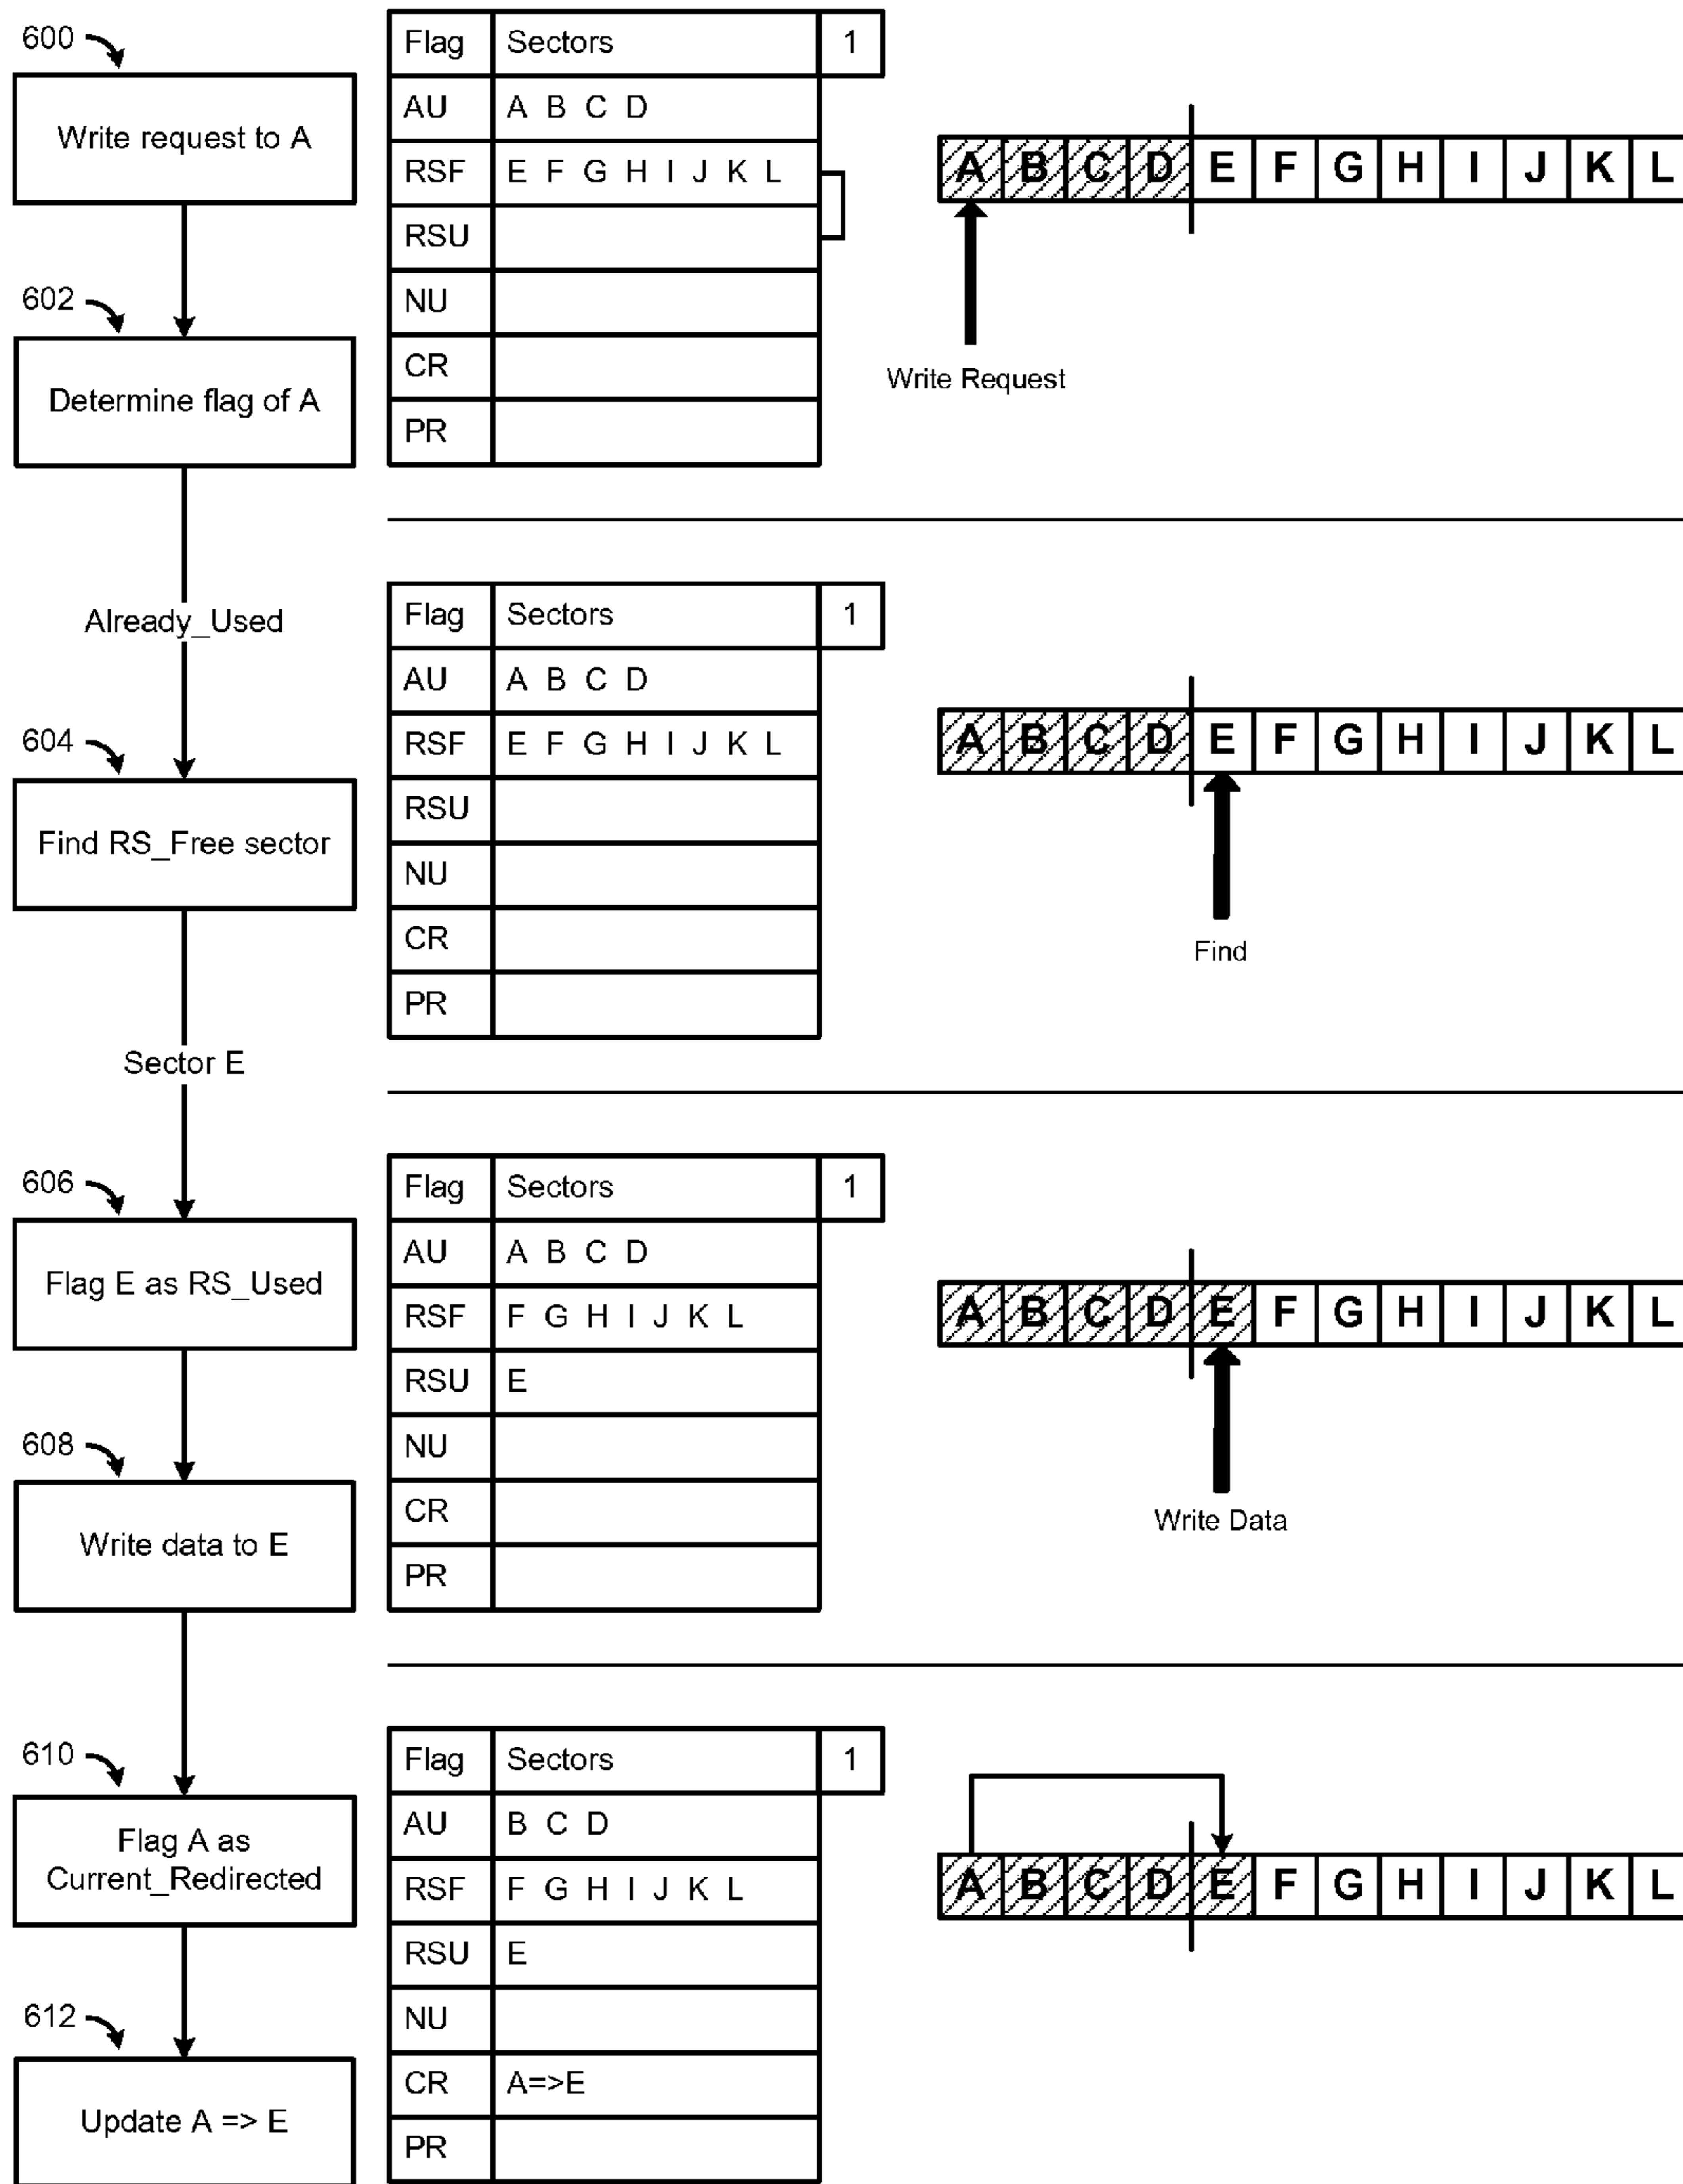 600
Write request to A
602
Determine flag of A
Already_Used
604
Find RS_Free sector
Sector E
606
Flag E as RS_Used
608
Write data to E
610
Flag A as
Current_Redirected
612
Update A => E
Flag Sectors 1
AU A B C D
RSF E F G H I J K L
RSU
NU
CR
PR
A B C D E F G H I J K L
Write Request
Flag Sectors 1
AU A B C D
RSF E F G H I J K L
RSU
NU
CR
PR
A B C D E F G H I J K L
Find
Flag Sectors 1
AU A B C D
RSF F G H I J K L
RSU E
NU
CR
PR
A B C D E F G H I J K L
Write Data
Flag Sectors 1
AU B C D
RSF F G H I J K L
RSU E
NU
CR A=>E
PR
A B C D E F G H I J K L